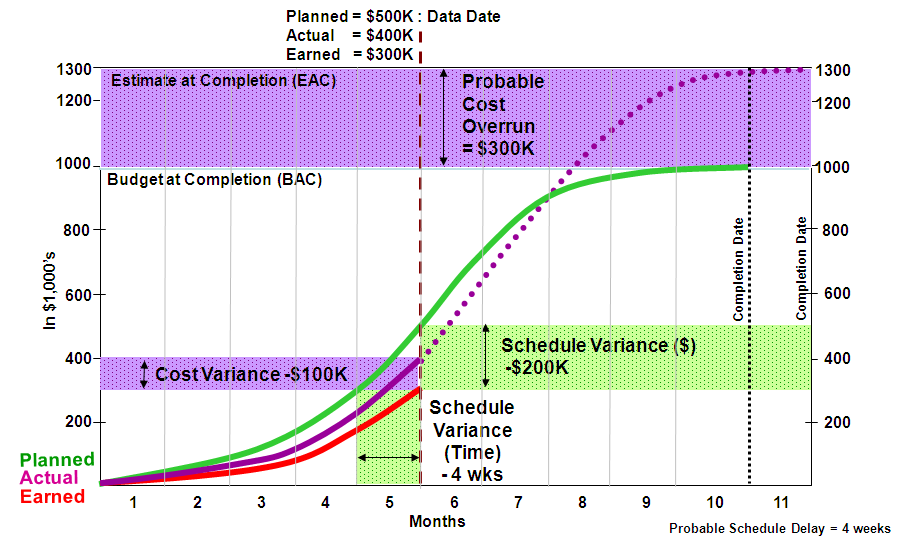 Planned = $500K : Data Date
Actual = $400K
Earned = $300K
1300
Estimate at Completion (EAC)
Probable
Cost
Overrun
= $300K
1300
1200
1200
1000
1000
Budget at Completion (BAC)
800
800
600
600
In $1,000's
Completion Date
Completion Date
400
400
Cost Variance -$100K
Schedule Variance ($)
-$200K
200
200
Schedule
Variance
(Time)
- 4 wks
Planned
Actual
Earned
1 2 3 4 5 6 7 8 9 10 11
Months
Probable Schedule Delay = 4 weeks